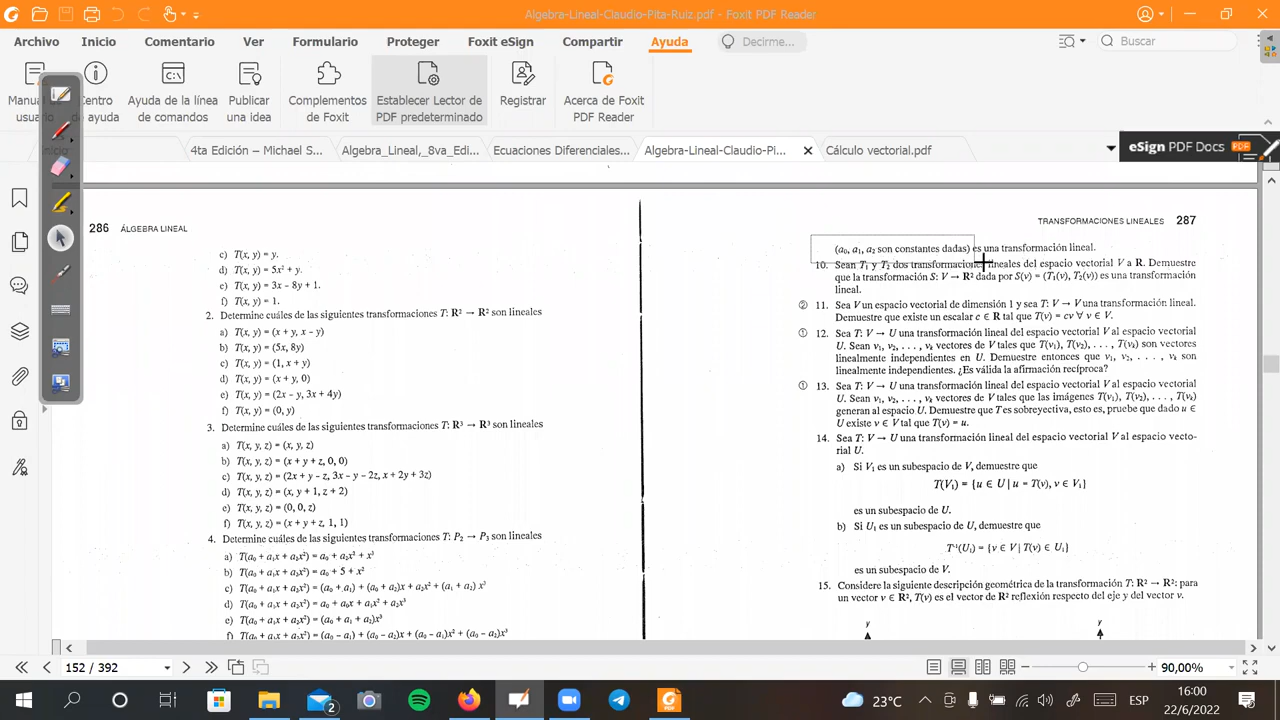 Algebra-Lineal-Claudio-Pita-Ruiz.pdf - Foxit PDF Reader
Archivo Inicio Comentario Ver Formulario Proteger Foxit eSign Compartir Ayuda Decirme... Buscar
Ayuda de la línea de comandos
Publicar una idea
Complementos de Foxit
Establecer Lector de PDF predeterminado
Registrar
Acerca de Foxit PDF Reader
4ta Edición – Michael S... Algebra_Lineal,_8va_Edi... Ecuaciones Diferenciales... Algebra-Lineal-Claudio-Pi... Cálculo vectorial.pdf eSign PDF Docs
286 ÁLGEBRA LINEAL
c) T(x, y) = y.
d) T(x, y) = 5x² + y.
e) T(x, y) = 3x - 8y + 1.
f) T(x, y) = 1.
2. Determine cuáles de las siguientes transformaciones T: R² → R² son lineales
a) T(x, y) = (x + y, x - y)
b) T(x, y) = (5x, 8y)
c) T(x, y) = (1, x + y)
d) T(x, y) = (x + y, 0)
e) T(x, y) = (2x - y, 3x + 4y)
f) T(x, y) = (0, y)
3. Determine cuáles de las siguientes transformaciones T: R³ → R³ son lineales
a) T(x, y, z) = (x, y, z)
b) T(x, y, z) = (x + y + z, 0, 0)
c) T(x, y, z) = (2x + y - z, 3x - y - 2z, x + 2y + 3z)
d) T(x, y, z) = (x, y + 1, z + 2)
e) T(x, y, z) = (0, 0, z)
f) T(x, y, z) = (x + y + z, 1, 1)
4. Determine cuáles de las siguientes transformaciones T: P₂ → P₃ son lineales
a) T(a₀ + a₁x + a₂x²) = a₀ + a₂x² + x³
b) T(a₀ + a₁x + a₂x²) = a₀ + 5 + x²
c) T(a₀ + a₁x + a₂x²) = (a₀ + a₁) + (a₀ + a₂)x + a₃x² + (a₁ + a₂) x³
d) T(a₀ + a₁x + a₂x²) = a₀ + a₀x + a₁x² + a₂x³
e) T(a₀ + a₁x + a₂x²) = (a₀ + a₁ + a₂)x³
f) T(a₀ + a₁x + a₂x²) = (a₀ - a₁) + (a₀ - a₂)x + (a₀ - a₁)x² + (a₀ - a₂)x³
TRANSFORMACIONES LINEALES 287
(a₀, a₁, a₂ son constantes dadas) es una transformación lineal.
10. Sean T₁ y T₂ dos transformaciones lineales del espacio vectorial V a R. Demuestre
que la transformación S: V → R² dada por S(v) = (T₁(v), T₂(v)) es una transformación
lineal.
② 11. Sea V un espacio vectorial de dimensión 1 y sea T: V → V una transformación lineal.
Demuestre que existe un escalar c ∈ R tal que T(v) = cv ∀ v ∈ V.
① 12. Sea T: V → U una transformación lineal del espacio vectorial V al espacio vectorial
U. Sean v₁, v₂, . . . , vₖ vectores de V tales que T(v₁), T(v₂), . . . , T(vₖ) son vectores
linealmente independientes en U. Demuestre entonces que v₁, v₂, . . . , vₖ son
linealmente independientes. ¿Es válida la afirmación recíproca?
① 13. Sea T: V → U una transformación lineal del espacio vectorial V al espacio vectorial
U. Sean v₁, v₂, . . . , vₖ vectores de V tales que las imágenes T(v₁), T(v₂), . . . , T(vₖ)
generan al espacio U. Demuestre que T es sobreyectiva, esto es, pruebe que dado u ∈
U existe v ∈ V tal que T(v) = u.
14. Sea T: V → U una transformación lineal del espacio vectorial V al espacio vecto-
rial U.
a) Si V₁ es un subespacio de V, demuestre que
T(V₁) = {u ∈ U | u = T(v), v ∈ V₁}
es un subespacio de U.
b) Si U₁ es un subespacio de U, demuestre que
T⁻¹(U₁) = {v ∈ V | T(v) ∈ U₁}
es un subespacio de V.
15. Considere la siguiente descripción geométrica de la transformación T: R² → R²: para
un vector v ∈ R², T(v) es el vector de R² reflexión respecto del eje y del vector v.
y y
152 / 392 90,00%
2 23°C ESP 16:00
22/6/2022